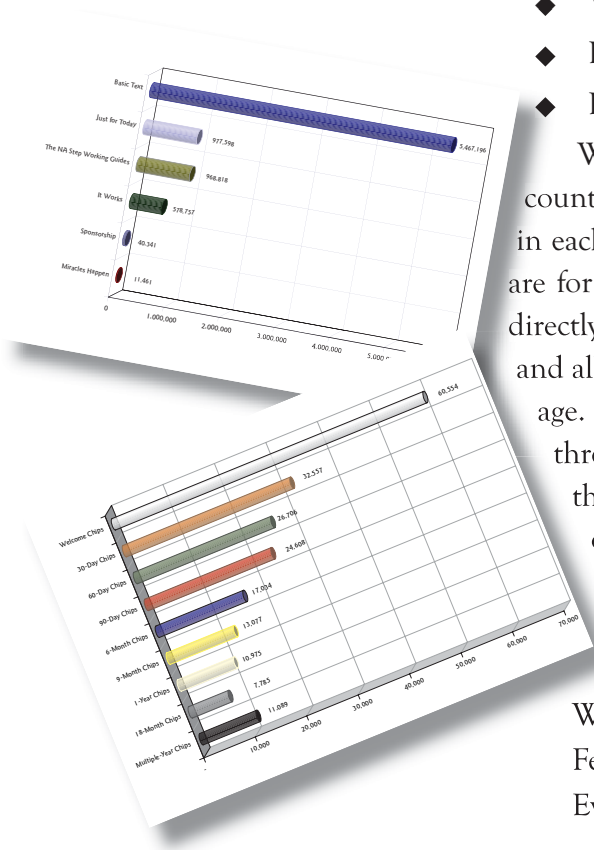 Basic Text
5,467,196
Just for Today
977,598
The NA Step Working Guides
968,818
It Works
578,757
Sponsorship
40,341
Miracles Happen
11,461
0
1,000,000
2,000,000
3,000,000
4,000,000
5,000,
Welcome Chips
60,554
30-Day Chips
32,557
60-Day Chips
26,706
90-Day Chips
24,608
6-Month Chips
17,034
9-Month Chips
13,077
1-Year Chips
10,975
18-Month Chips
7,785
Multiple-Year Chips
11,089
-
10,000
20,000
30,000
40,000
50,000
60,000
70,000
count
in each
are for
directly
and al
age.
thr
th
W
Fe
Ev